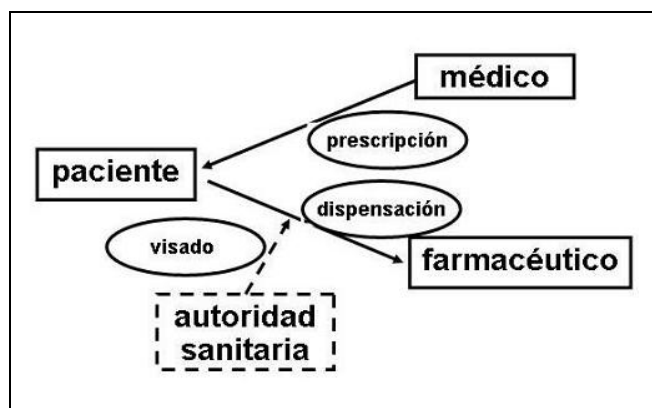 médico
prescripción
paciente
dispensación
visado
farmacéutico
autoridad
sanitaria